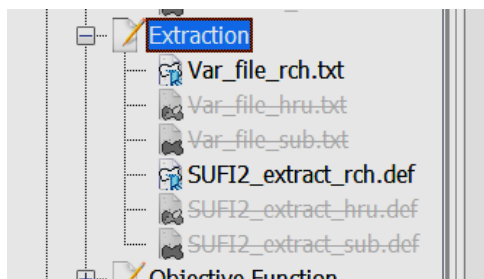 Extraction
Var_file_rch.txt
Var_file_hru.txt
Var_file_sub.txt
SUFI2_extract_rch.def
SUFI2_extract_hru.def
SUFI2_extract_sub.def
Objective Function